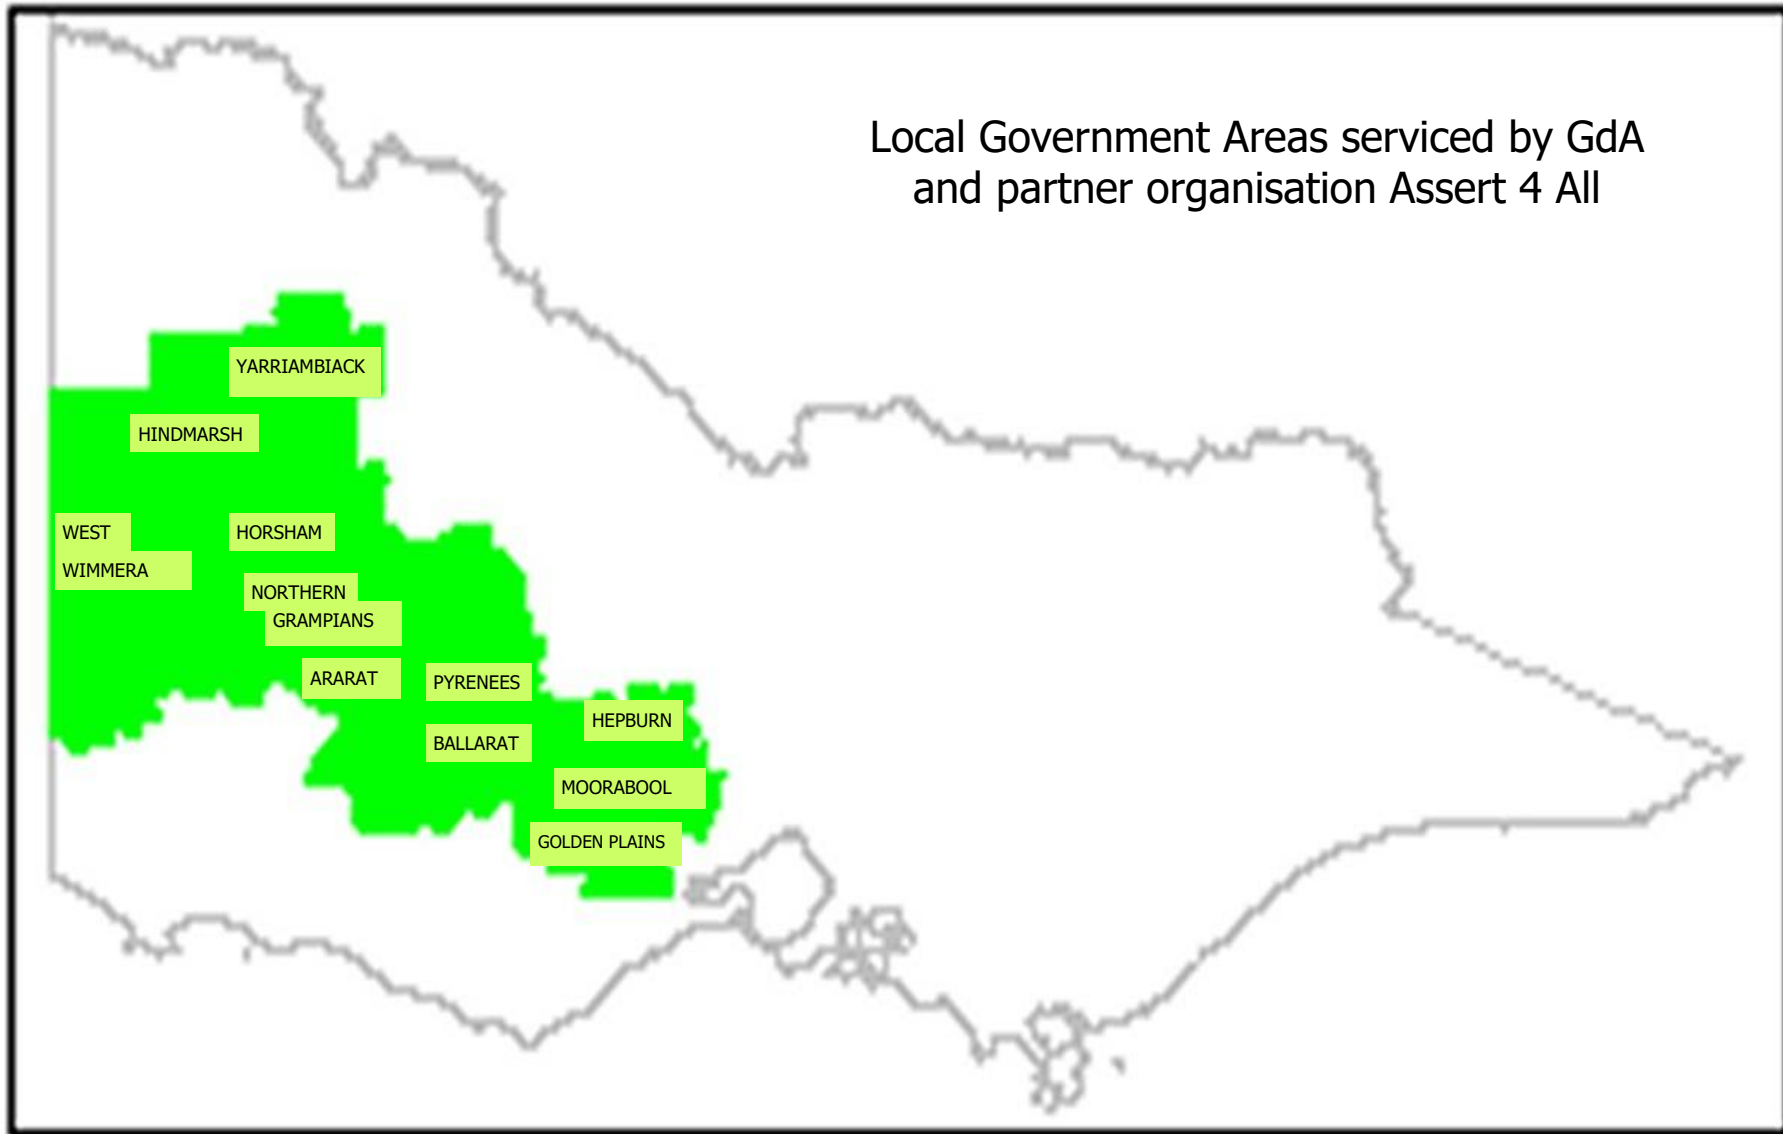 Local Government Areas serviced by GdA
and partner organisation Assert 4 All
YARRIAMBIACK
HINDMARSH
WEST
WIMMERA
HORSHAM
NORTHERN
GRAMPIANS
ARARAT
PYRENEES
HEPBURN
BALLARAT
MOORABOOL
GOLDEN PLAINS